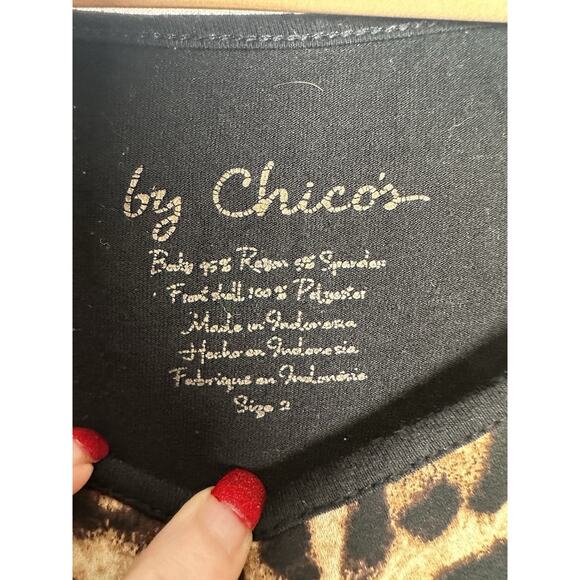 by Chico's
Body 95% Rayon 5% Spandex
Front shell 100% Polyester
Made in Indonesia
Hecho en Indonesia
Fabrique en Indonésie
Size 2